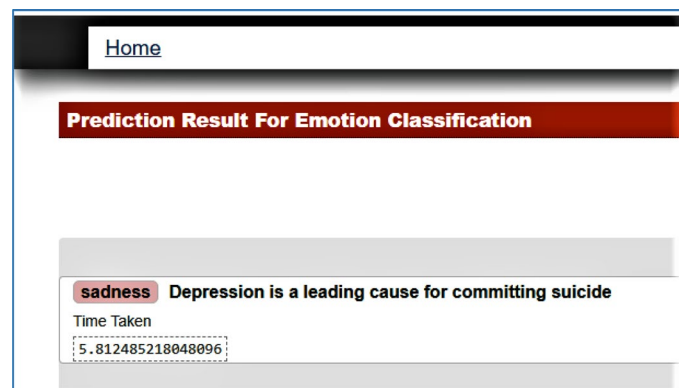 Home
Prediction Result For Emotion Classification
sadness Depression is a leading cause for committing suicide
Time Taken
5.812485218048096